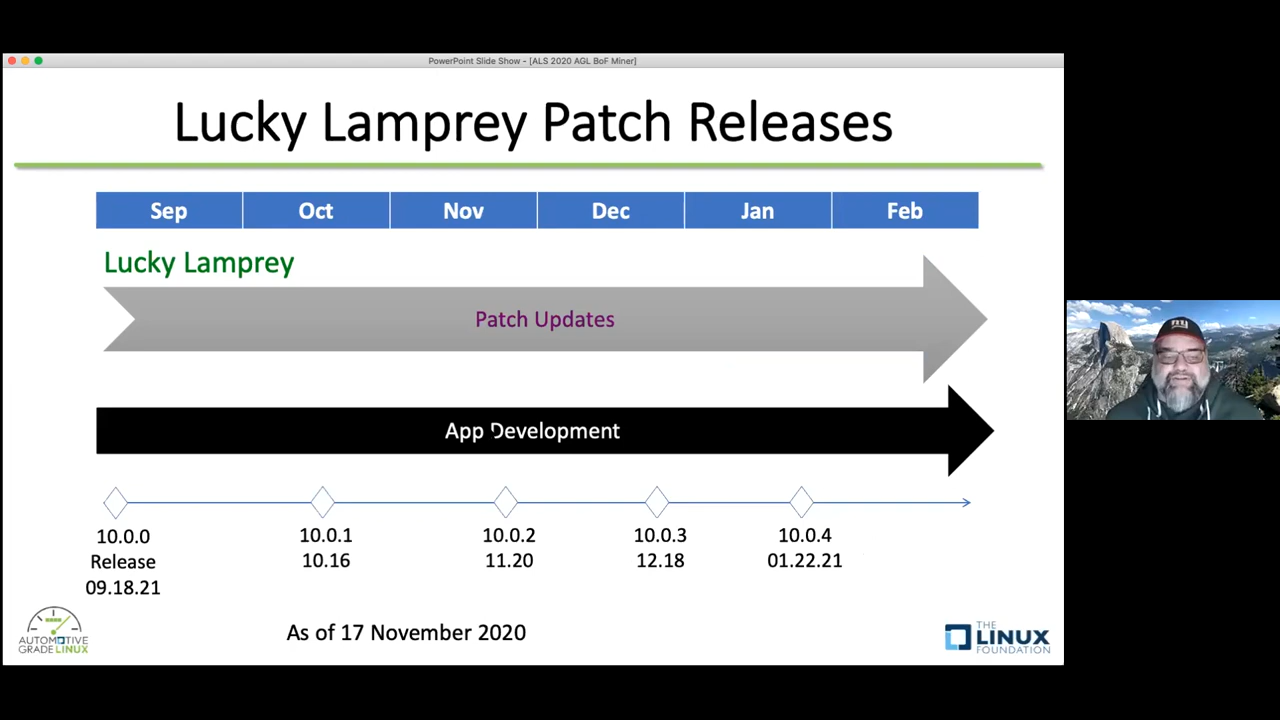 PowerPoint Slide Show - [ALS 2020 AGL BoF Miner]
Lucky Lamprey Patch Releases
Sep Oct Nov Dec Jan Feb
Lucky Lamprey
Patch Updates
App Development
10.0.0 10.0.1 10.0.2 10.0.3 10.0.4
Release 10.16 11.20 12.18 01.22.21
09.18.21
As of 17 November 2020
AUTOMOTIVE
GRADE LINUX
THE
LINUX
FOUNDATION